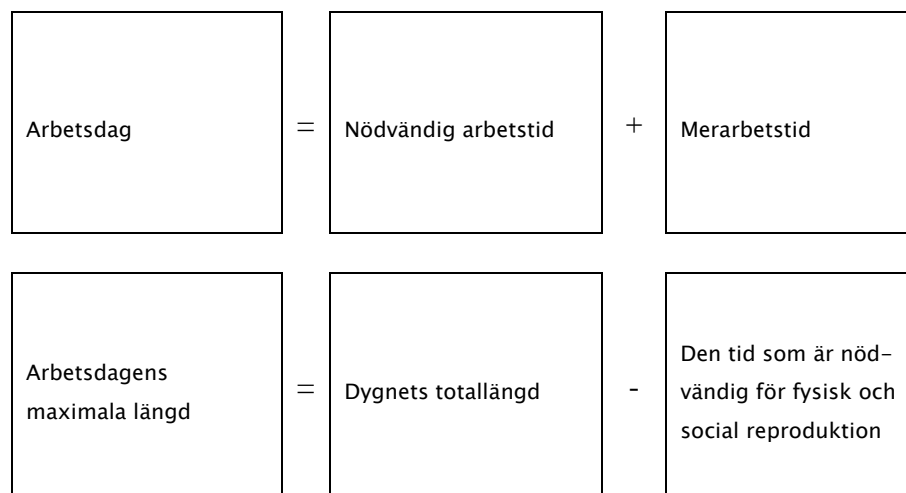 Arbetsdag = Nödvändig arbetstid + Merarbetstid
Arbetsdagens
maximala längd
=
Dygnets totallängd
-
Den tid som är nöd-
vändig för fysisk och
social reproduktion